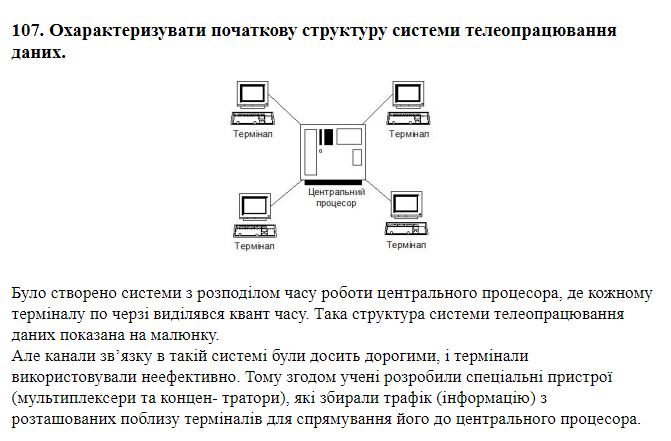 107. Охарактеризувати початкову структуру системи телеопрацювання
даних.
Термінал
Термінал
Центральний
процесор
Термінал
Термінал
Було створено системи з розподілом часу роботи центрального процесора, де кожному
терміналу по черзі виділявся квант часу. Така структура системи телеопрацювання
даних показана на малюнку.
Але канали зв’язку в такій системі були досить дорогими, і термінали
використовували неефективно. Тому згодом учені розробили спеціальні пристрої
(мультиплексери та концен- тратори), які збирали трафік (інформацію) з
розташованих поблизу терміналів для спрямування його до центрального процесора.